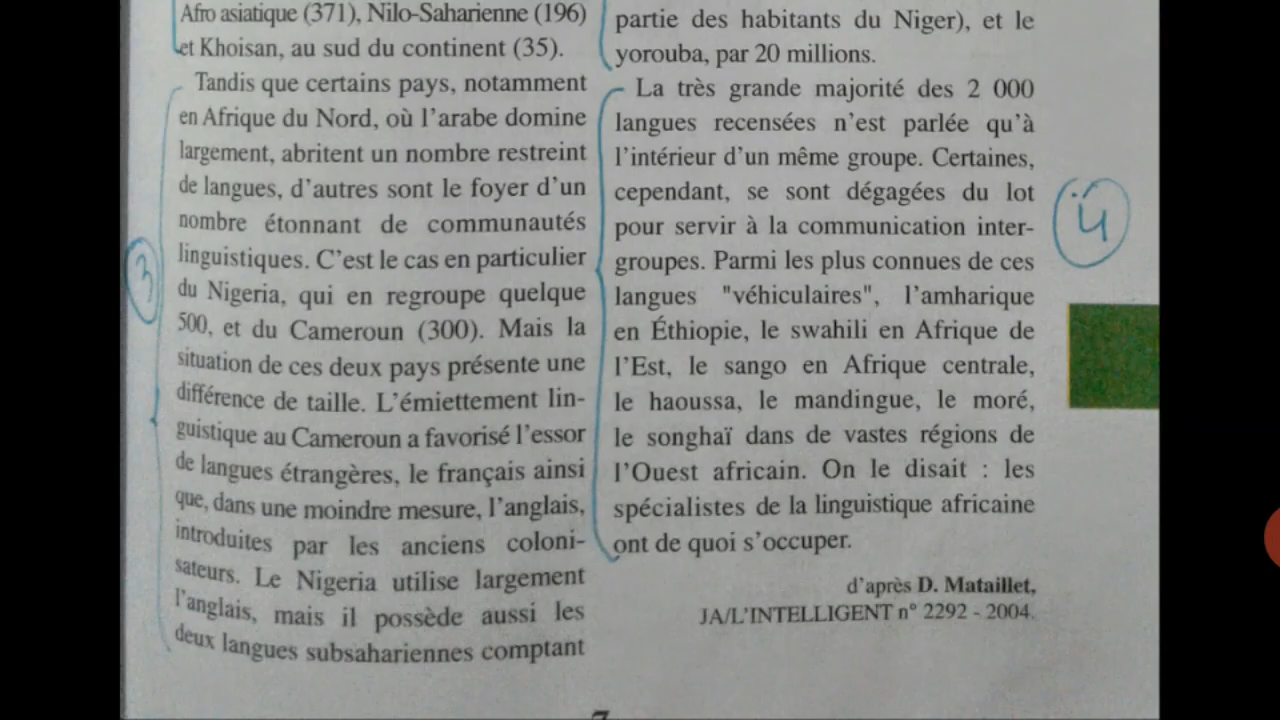 Afro asiatique (371), Nilo-Saharienne (196)
et Khoisan, au sud du continent (35).
Tandis que certains pays, notamment
en Afrique du Nord, où l'arabe domine
largement, abritent un nombre restreint
de langues, d'autres sont le foyer d'un
nombre étonnant de communautés
linguistiques. C'est le cas en particulier
du Nigeria, qui en regroupe quelque
500, et du Cameroun (300). Mais la
situation de ces deux pays présente une
différence de taille. L'émiettement lin-
guistique au Cameroun a favorisé l'essor
de langues étrangères, le français ainsi
que, dans une moindre mesure, l'anglais,
introduites par les anciens coloni-
sateurs. Le Nigeria utilise largement
l'anglais, mais il possède aussi les
deux langues subsahariennes comptant
3
partie des habitants du Niger), et le
yorouba, par 20 millions.
La très grande majorité des 2 000
langues recensées n'est parlée qu'à
l'intérieur d'un même groupe. Certaines,
cependant, se sont dégagées du lot
pour servir à la communication inter-
groupes. Parmi les plus connues de ces
langues "véhiculaires", l'amharique
en Éthiopie, le swahili en Afrique de
l'Est, le sango en Afrique centrale,
le haoussa, le mandingue, le moré,
le songhaï dans de vastes régions de
l'Ouest africain. On le disait : les
spécialistes de la linguistique africaine
ont de quoi s'occuper.
4
d'après D. Mataillet,
JA/L'INTELLIGENT n° 2292 - 2004.